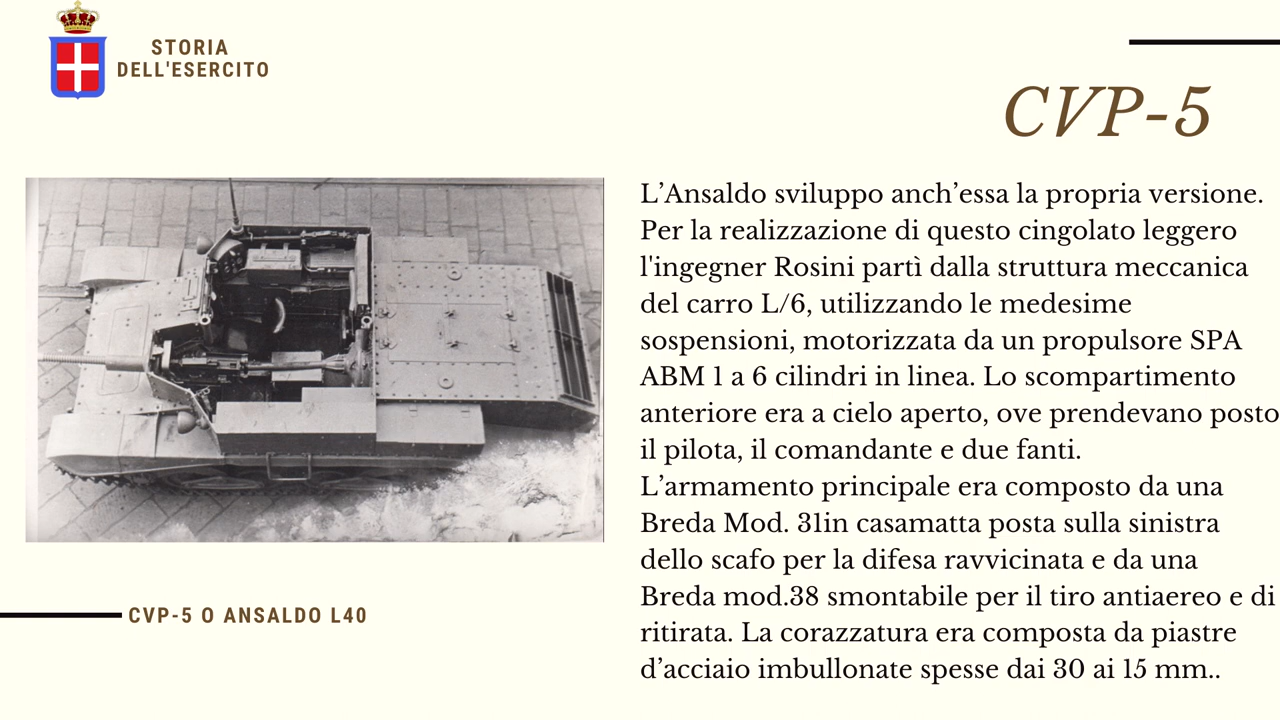 STORIA
DELL'ESERCITO
CVP-5
L’Ansaldo sviluppo anch’essa la propria versione.
Per la realizzazione di questo cingolato leggero
l'ingegner Rosini partì dalla struttura meccanica
del carro L/6, utilizzando le medesime
sospensioni, motorizzata da un propulsore SPA
ABM 1 a 6 cilindri in linea. Lo scompartimento
anteriore era a cielo aperto, ove prendevano posto
il pilota, il comandante e due fanti.
L’armamento principale era composto da una
Breda Mod. 31in casamatta posta sulla sinistra
dello scafo per la difesa ravvicinata e da una
Breda mod.38 smontabile per il tiro antiaereo e di
ritirata. La corazzatura era composta da piastre
d’acciaio imbullonate spesse dai 30 ai 15 mm..
CVP-5 O ANSALDO L40